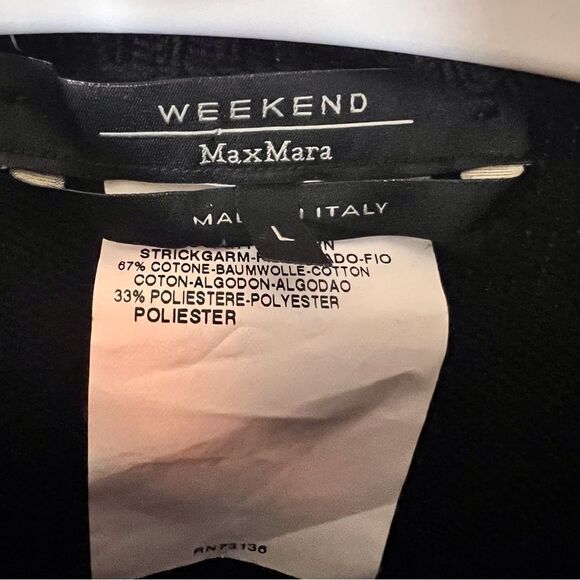 WEEKEND
MaxMara
ITALY
L
67% COTONE-BAUMWOLLE-COTTON
COTON-ALGODON-ALGODAO
33% POLIESTERE-POLYESTER
POLIESTER
RN73136